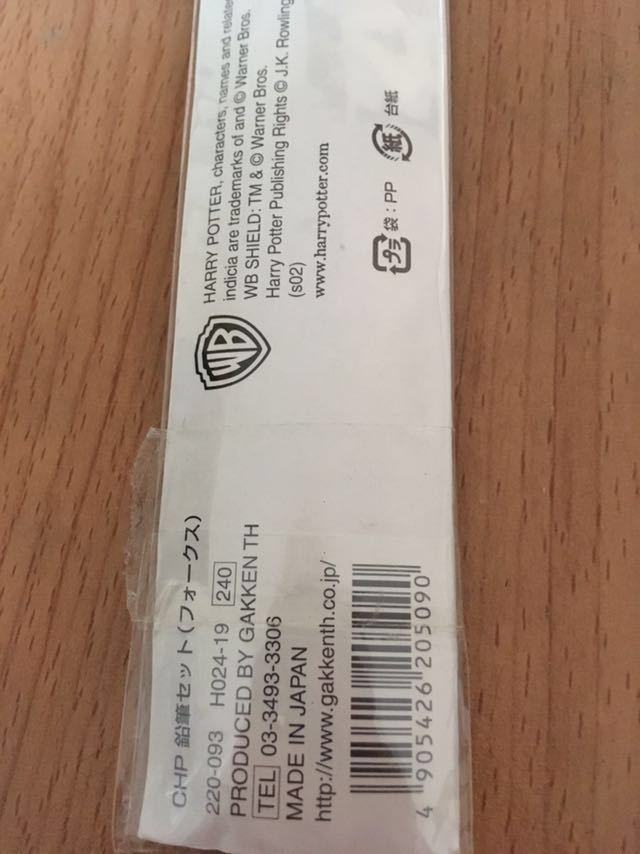 HARRY POTTER, characters, names and related
indicia are trademarks of and © Warner Bros.
WB SHIELD: TM & © Warner Bros.
Harry Potter Publishing Rights © J.K. Rowling
(s02)
www.harrypotter.com
プラ 袋:PP 紙 台紙
WB
CHP 鉛筆セット(フォークス)
220-093 H024-19 240
PRODUCED BY GAKKEN TH
TEL 03-3493-3306
MADE IN JAPAN
http://www.gakkenth.co.jp/
4 905426 205090